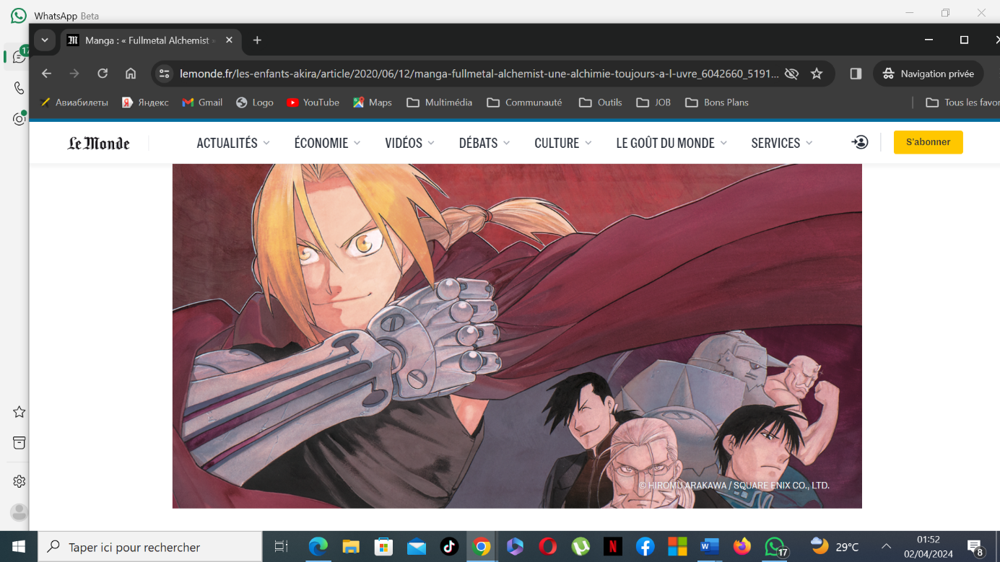 WhatsApp Beta
17
Manga : « Fullmetal Alchemist »
lemonde.fr/les-enfants-akira/article/2020/06/12/manga-fullmetal-alchemist-une-alchimie-toujours-a-l-uvre_6042660_5191...
Navigation privée
Авиабилеты
Яндекс
Gmail
Logo
YouTube
Maps
Multimédia
Communauté
Outils
JOB
Bons Plans
Tous les favor
Le Monde
ACTUALITÉS
ÉCONOMIE
VIDÉOS
DÉBATS
CULTURE
LE GOÛT DU MONDE
SERVICES
S'abonner
© HIROMU ARAKAWA / SQUARE ENIX CO., LTD.
Taper ici pour rechercher
17
29°C
01:52
02/04/2024
8